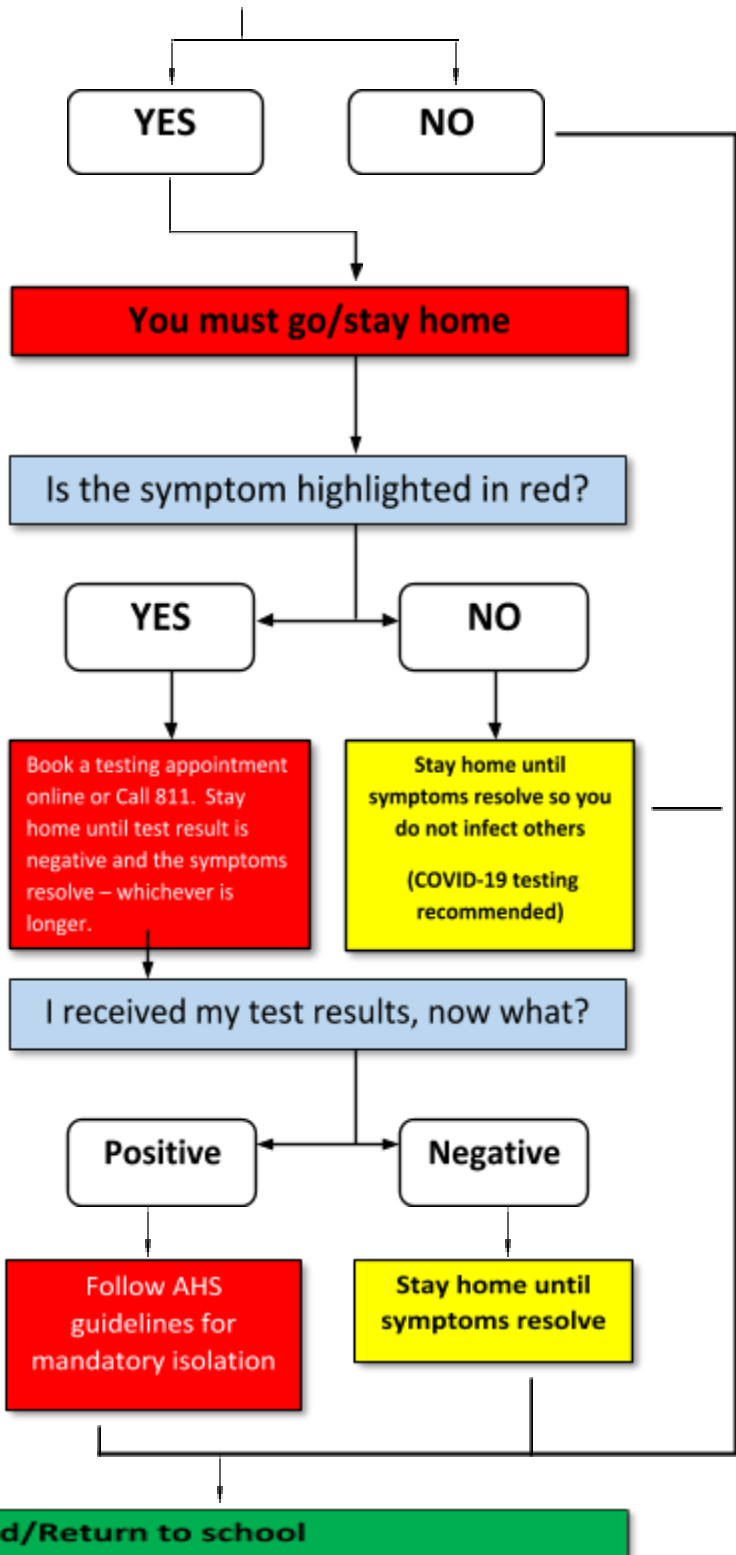 YES
NO
You must go/stay home
Is the symptom highlighted in red?
YES
NO
Book a testing appointment
online or Call 811. Stay
home until test result is
negative and the symptoms
resolve – whichever is
longer.
Stay home until
symptoms resolve so you
do not infect others
(COVID-19 testing
recommended)
I received my test results, now what?
Positive
Negative
Follow AHS
guidelines for
mandatory isolation
Stay home until
symptoms resolve
d/Return to school